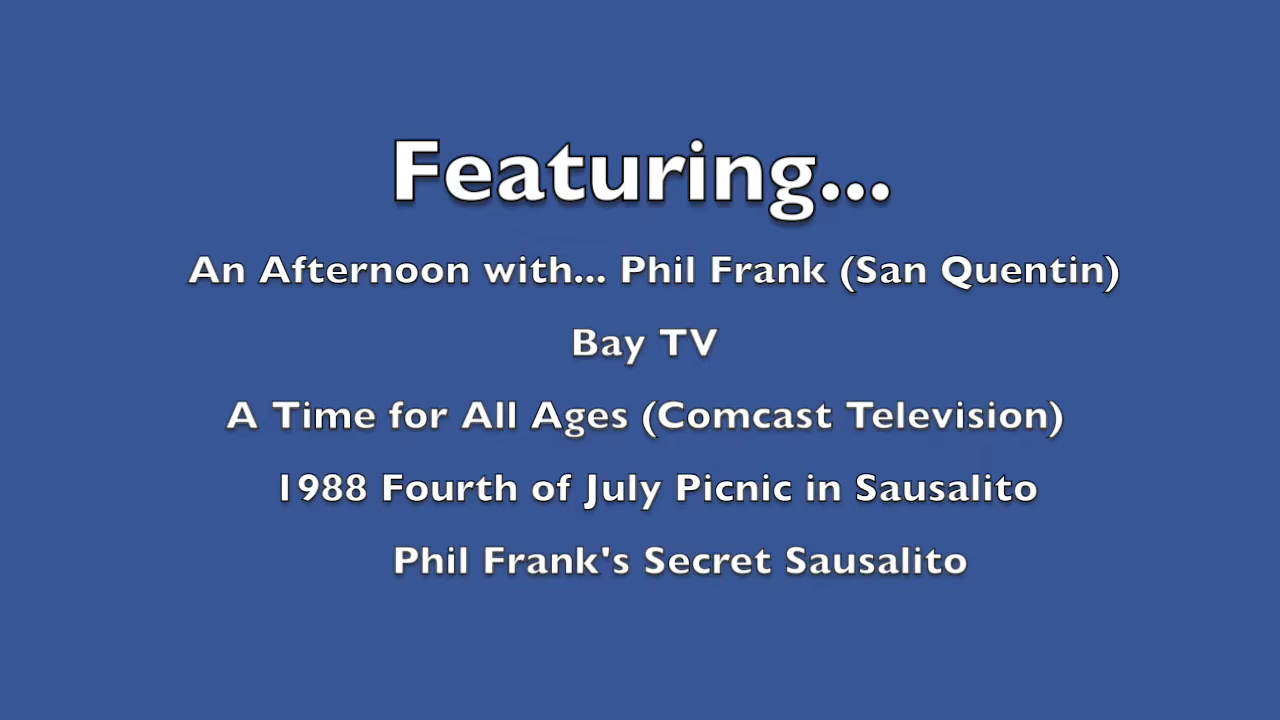 Featuring...
An Afternoon with... Phil Frank (San Quentin)
Bay TV
A Time for All Ages (Comcast Television)
1988 Fourth of July Picnic in Sausalito
Phil Frank's Secret Sausalito